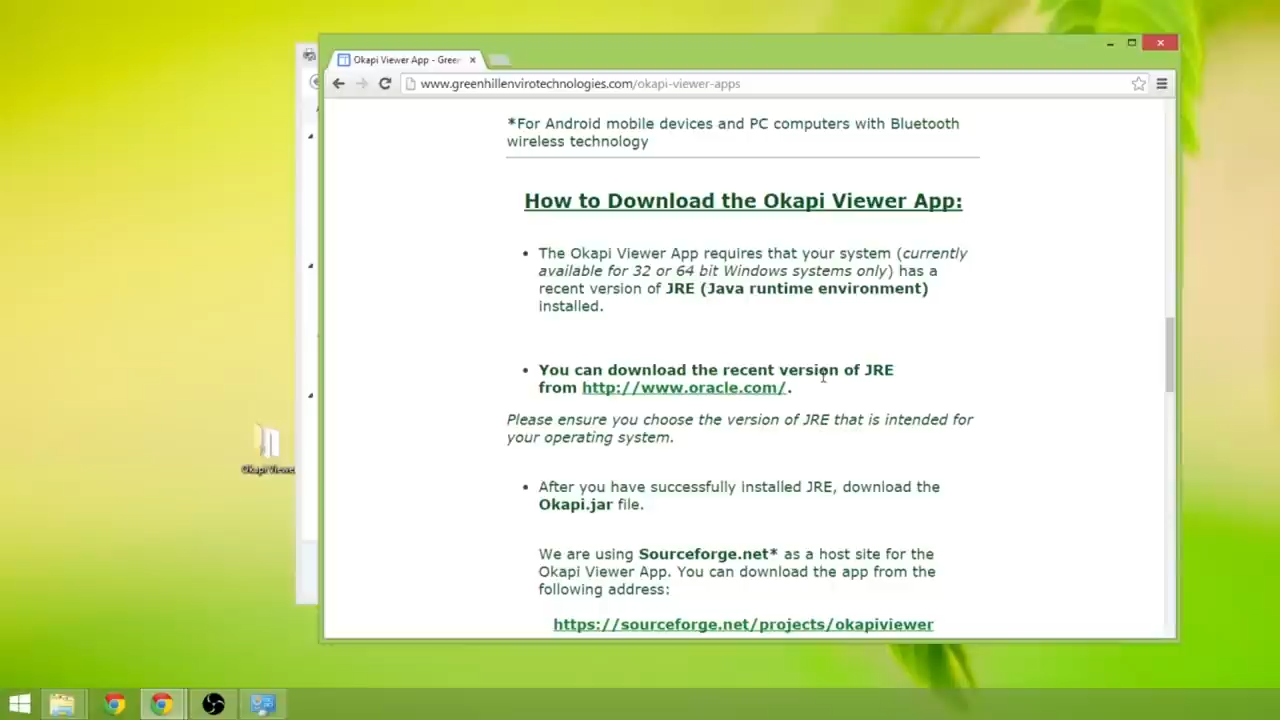 Okapi Viewer App - Green
www.greenhillenvirotechnologies.com/okapi-viewer-apps
*For Android mobile devices and PC computers with Bluetooth
wireless technology
How to Download the Okapi Viewer App:
• The Okapi Viewer App requires that your system (currently
available for 32 or 64 bit Windows systems only) has a
recent version of JRE (Java runtime environment)
installed.
• You can download the recent version of JRE
from http://www.oracle.com/.
Please ensure you choose the version of JRE that is intended for
your operating system.
• After you have successfully installed JRE, download the
Okapi.jar file.
We are using Sourceforge.net* as a host site for the
Okapi Viewer App. You can download the app from the
following address:
https://sourceforge.net/projects/okapiviewer
Okapi Viewe